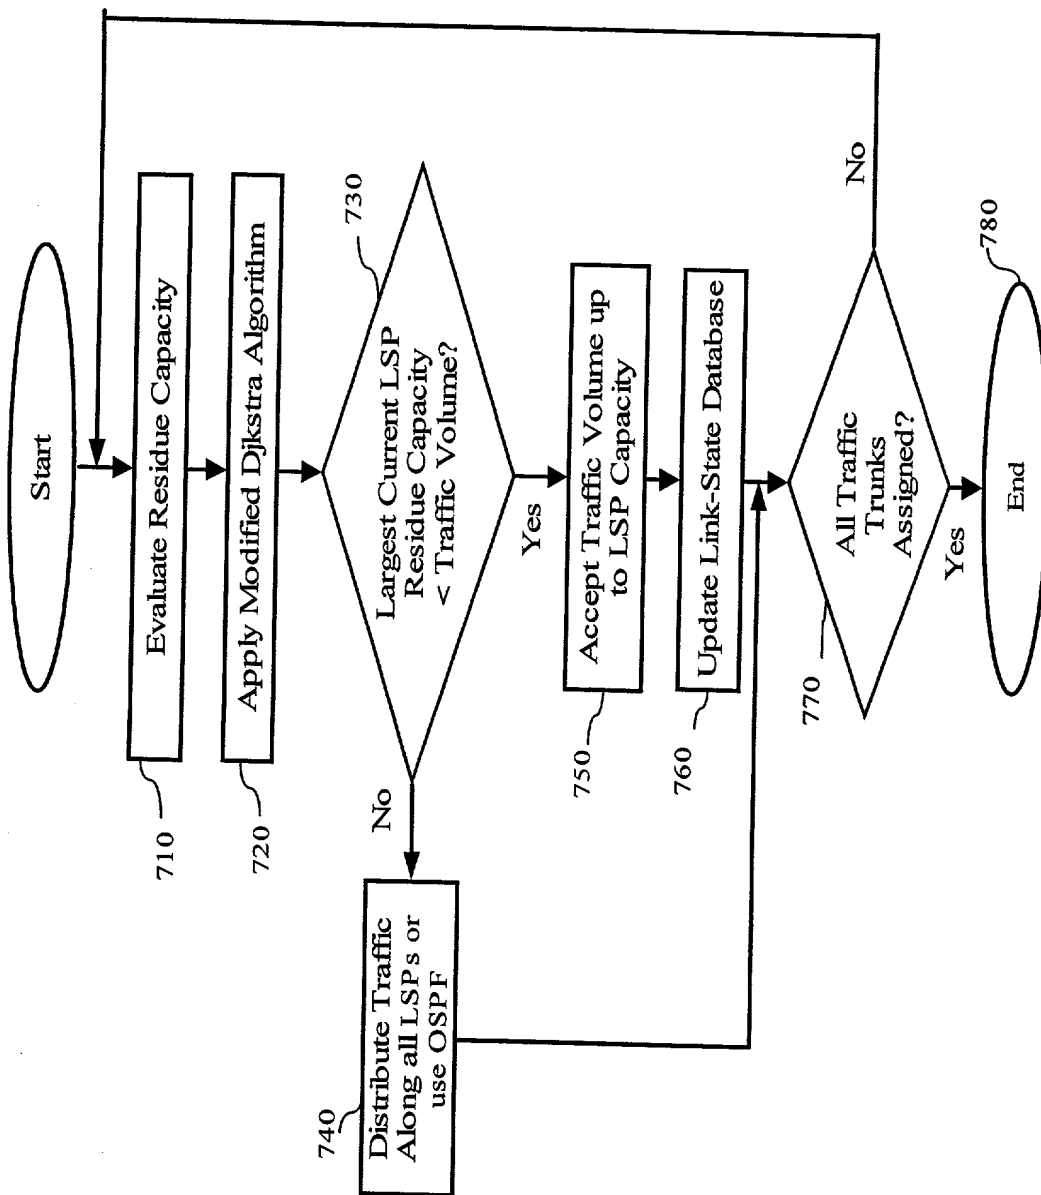 Start
Evaluate Residue Capacity
710
Apply Modified Djkstra Algorithm
720
Largest Current LSP
Residue Capacity
< Traffic Volume?
730
No
Yes
Distribute Traffic
Along all LSPs or
use OSPF
740
Accept Traffic Volume up
to LSP Capacity
750
Update Link-State Database
760
All Traffic
Trunks
Assigned?
770
No
Yes
End
780